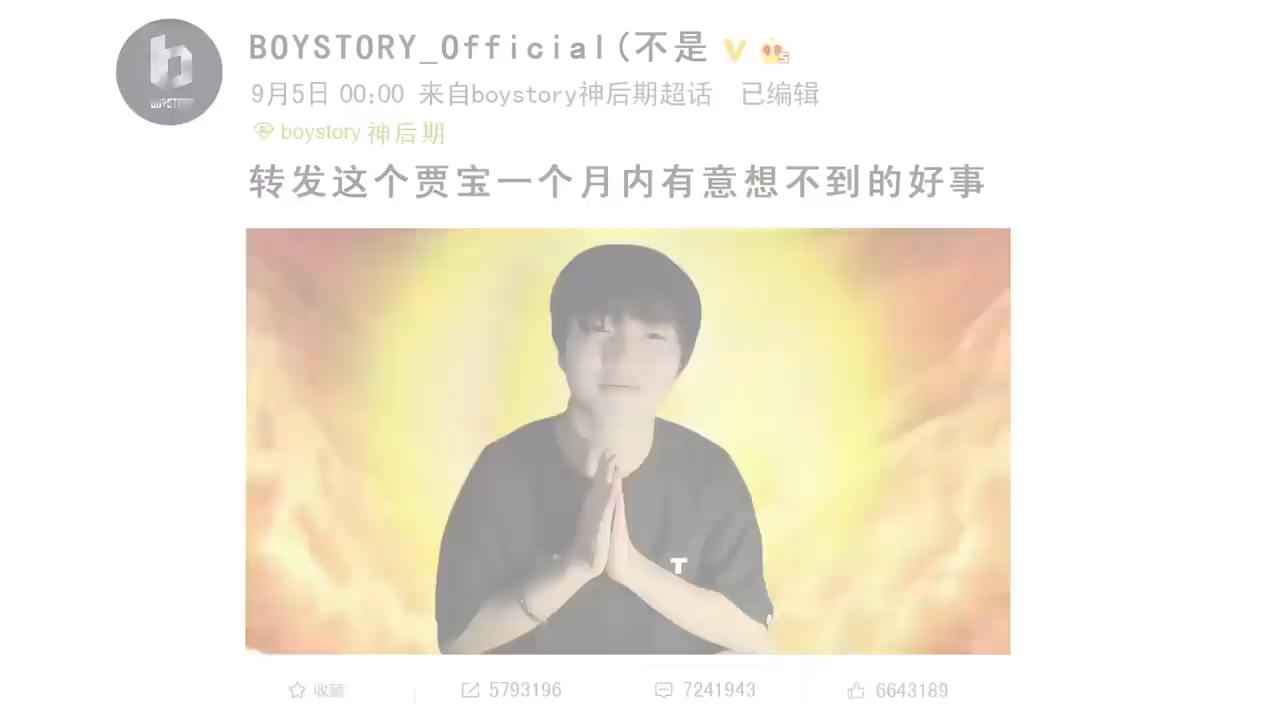 BOYSTORY_Official(不是
BOYSTORY
9月5日 00:00 来自boystory神后期超话 已编辑
boystory 神后期
转发这个贾宝一个月内有意想不到的好事
T
收藏 5793196 7241943 6643189